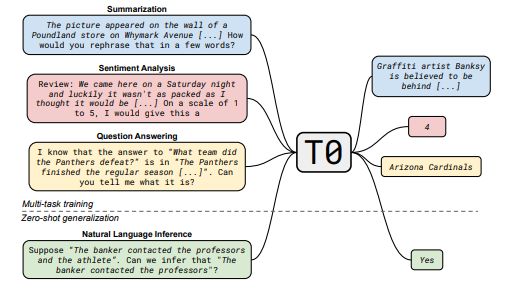 Summarization
The picture appeared on the wall of a
Poundland store on Whymark Avenue [...] How
would you rephrase that in a few words?
Sentiment Analysis
Review: We came here on a Saturday night
and luckily it wasn't as packed as I
thought it would be [...] On a scale of 1
to 5, I would give this a
Question Answering
I know that the answer to "What team did
the Panthers defeat?" is in "The Panthers
finished the regular season [...]". Can
you tell me what it is?
Multi-task training
Zero-shot generalization
Natural Language Inference
Suppose "The banker contacted the professors
and the athlete". Can we infer that "The
banker contacted the professors"?
T0
Graffiti artist Banksy
is believed to be
behind [...]
4
Arizona Cardinals
Yes